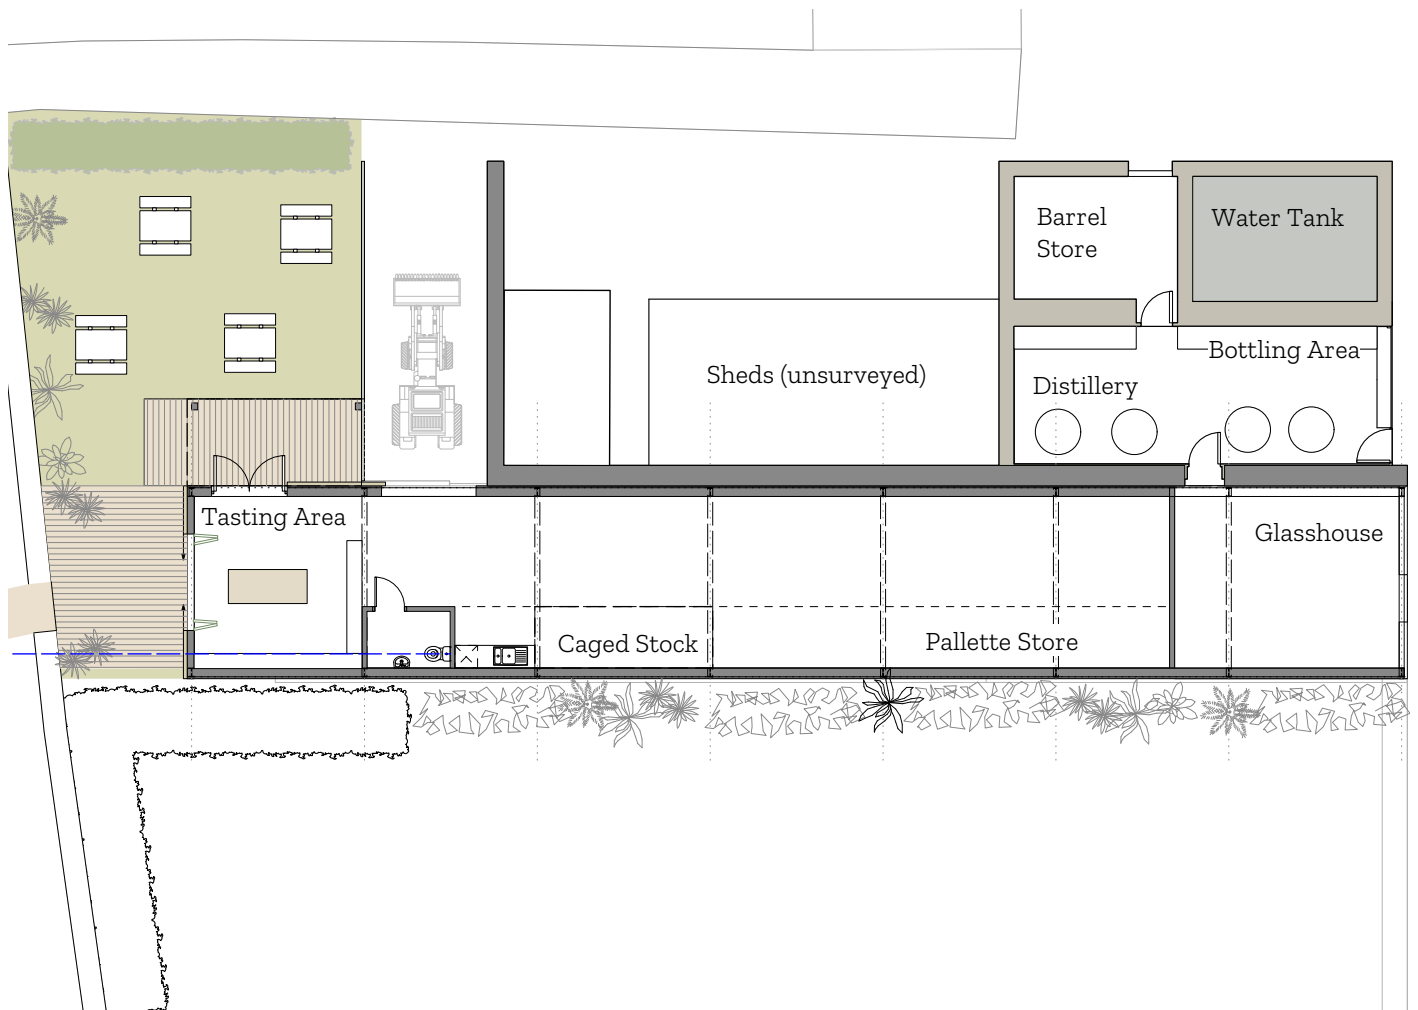 Barrel
Store
Water Tank
Bottling Area
Sheds (unsurveyed)
Distillery
Tasting Area
Glasshouse
Caged Stock
Pallette Store